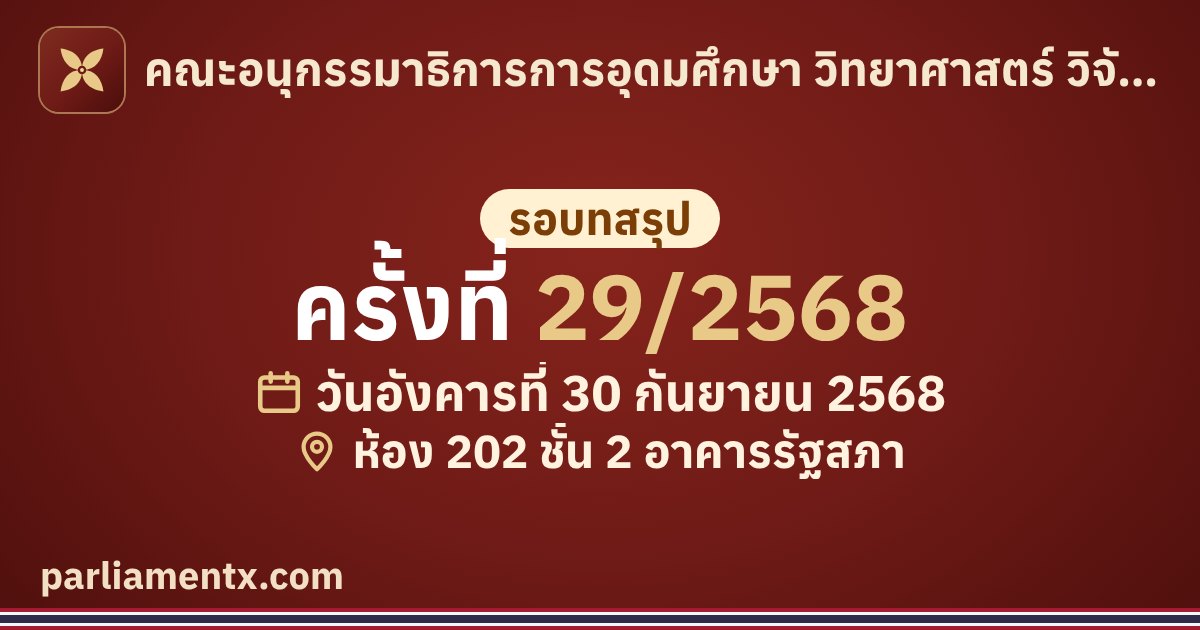 คณะอนุกรรมาธิการการอุดมศึกษา วิทยาศาสตร์ วิจั...
รอบทสรุป
ครั้งที่ 29/2568
วันอังคารที่ 30 กันยายน 2568
ห้อง 202 ชั้น 2 อาคารรัฐสภา
parliamentx.com